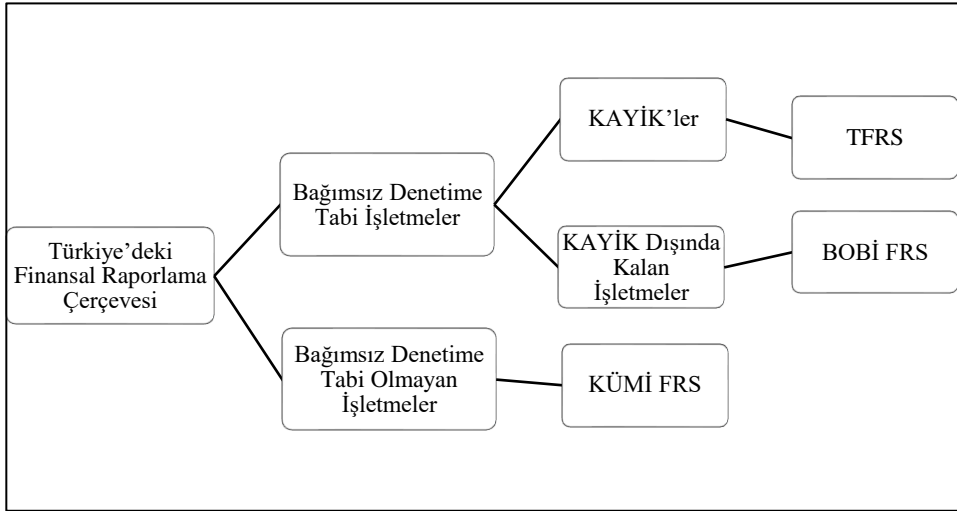 Türkiye’deki
Finansal Raporlama
Çerçevesi
Bağımsız Denetime
Tabi İşletmeler
KAYİK’ler
TFRS
KAYİK Dışında
Kalan
İşletmeler
BOBİ FRS
Bağımsız Denetime
Tabi Olmayan
İşletmeler
KÜMİ FRS